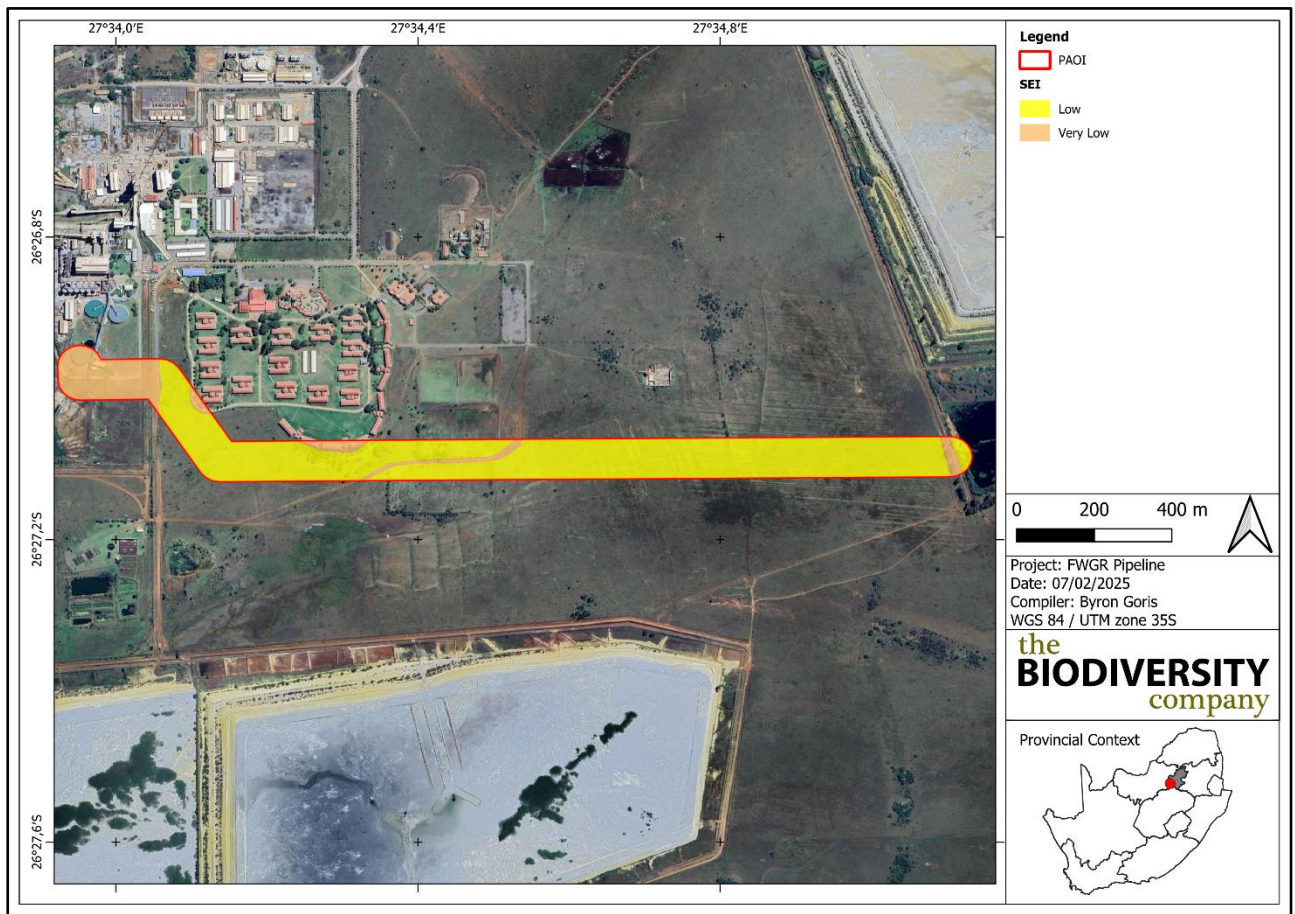 27°34,0'E
27°34,4'E
27°34,8'E
26°26,8'S
26°27,2'S
26°27,6'S
Legend
PAOI
SEI
Low
Very Low
0 200 400 m
Project: FWGR Pipeline
Date: 07/02/2025
Compiler: Byron Goris
WGS 84 / UTM zone 35S
the
BIODIVERSITY
company
Provincial Context